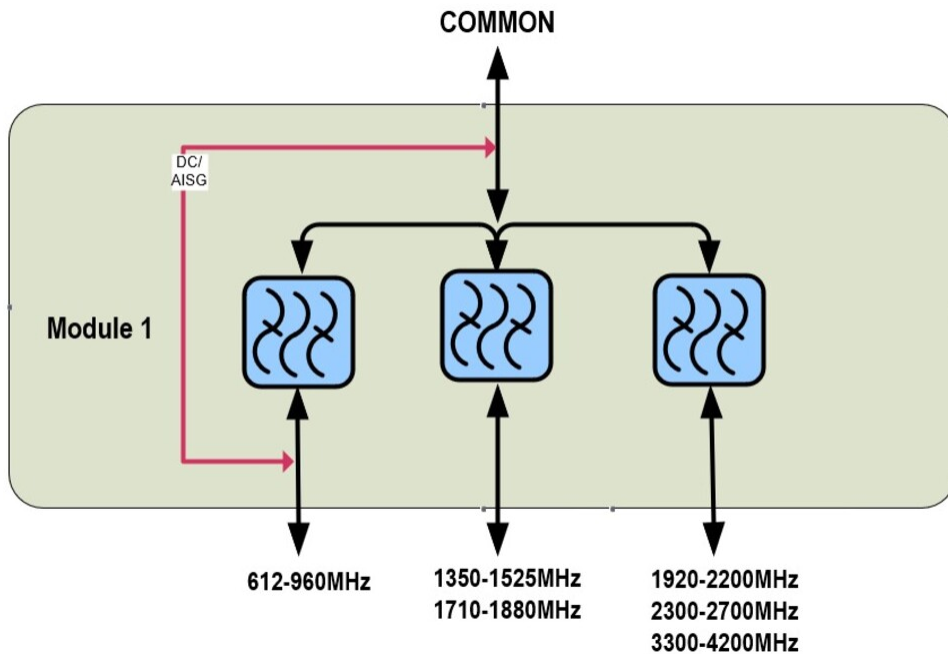 COMMON
DC/
AISG
Module 1
612-960MHz
1350-1525MHz
1710-1880MHz
1920-2200MHz
2300-2700MHz
3300-4200MHz